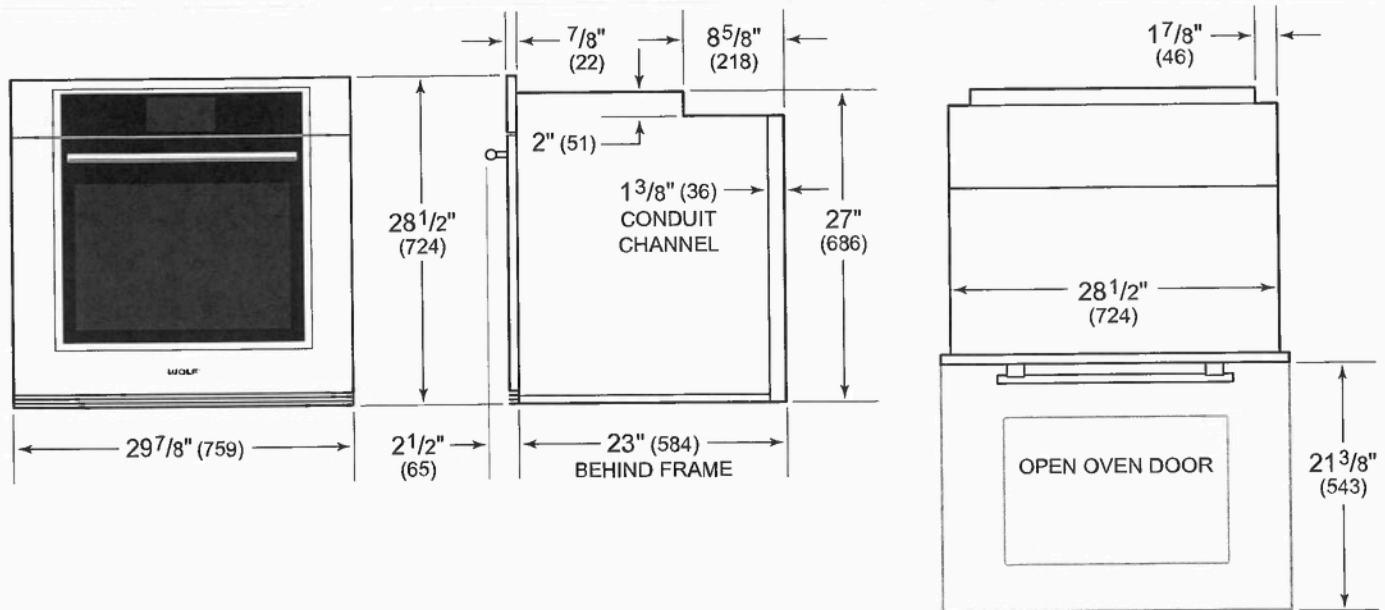 7/8"
(22)
8 5/8"
(218)
1 7/8"
(46)
2" (51)
1 3/8" (36)
CONDUIT
CHANNEL
28 1/2"
(724)
27"
(686)
28 1/2"
(724)
WOLF
29 7/8" (759)
2 1/2"
(65)
23" (584)
BEHIND FRAME
OPEN OVEN DOOR
21 3/8"
(543)